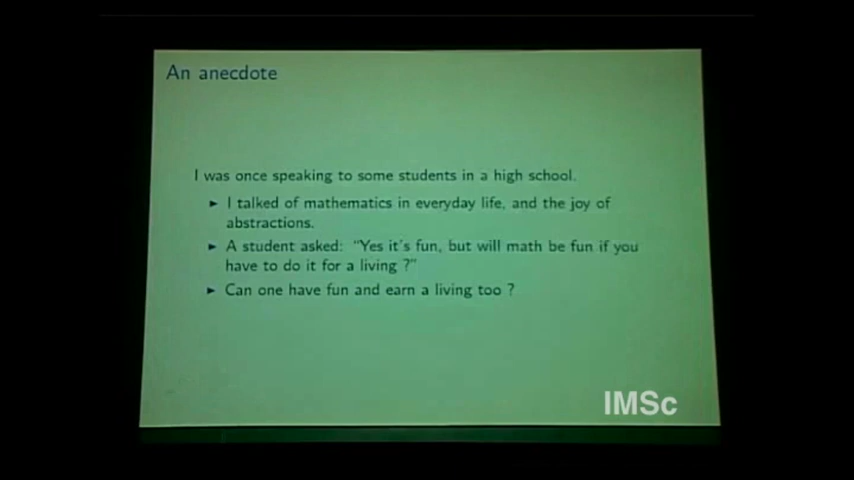 An anecdote
I was once speaking to some students in a high school.
► I talked of mathematics in everyday life, and the joy of
abstractions.
► A student asked: "Yes it's fun, but will math be fun if you
have to do it for a living ?"
► Can one have fun and earn a living too ?
IMSc